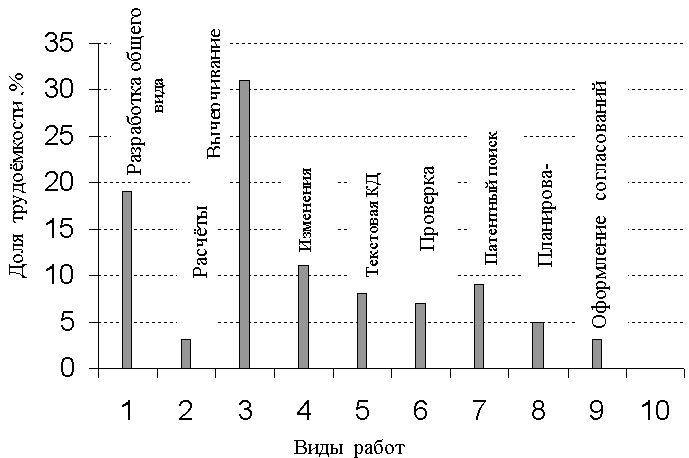 Доля трудоёмкости ,%
35
30
25
20
15
10
5
0
Разработка общего
вида
Расчёты
Вычерчивание
Изменения
Текстовая КД
Проверка
Патентный поиск
Планирова-
Оформление согласований
1 2 3 4 5 6 7 8 9 10
Виды работ